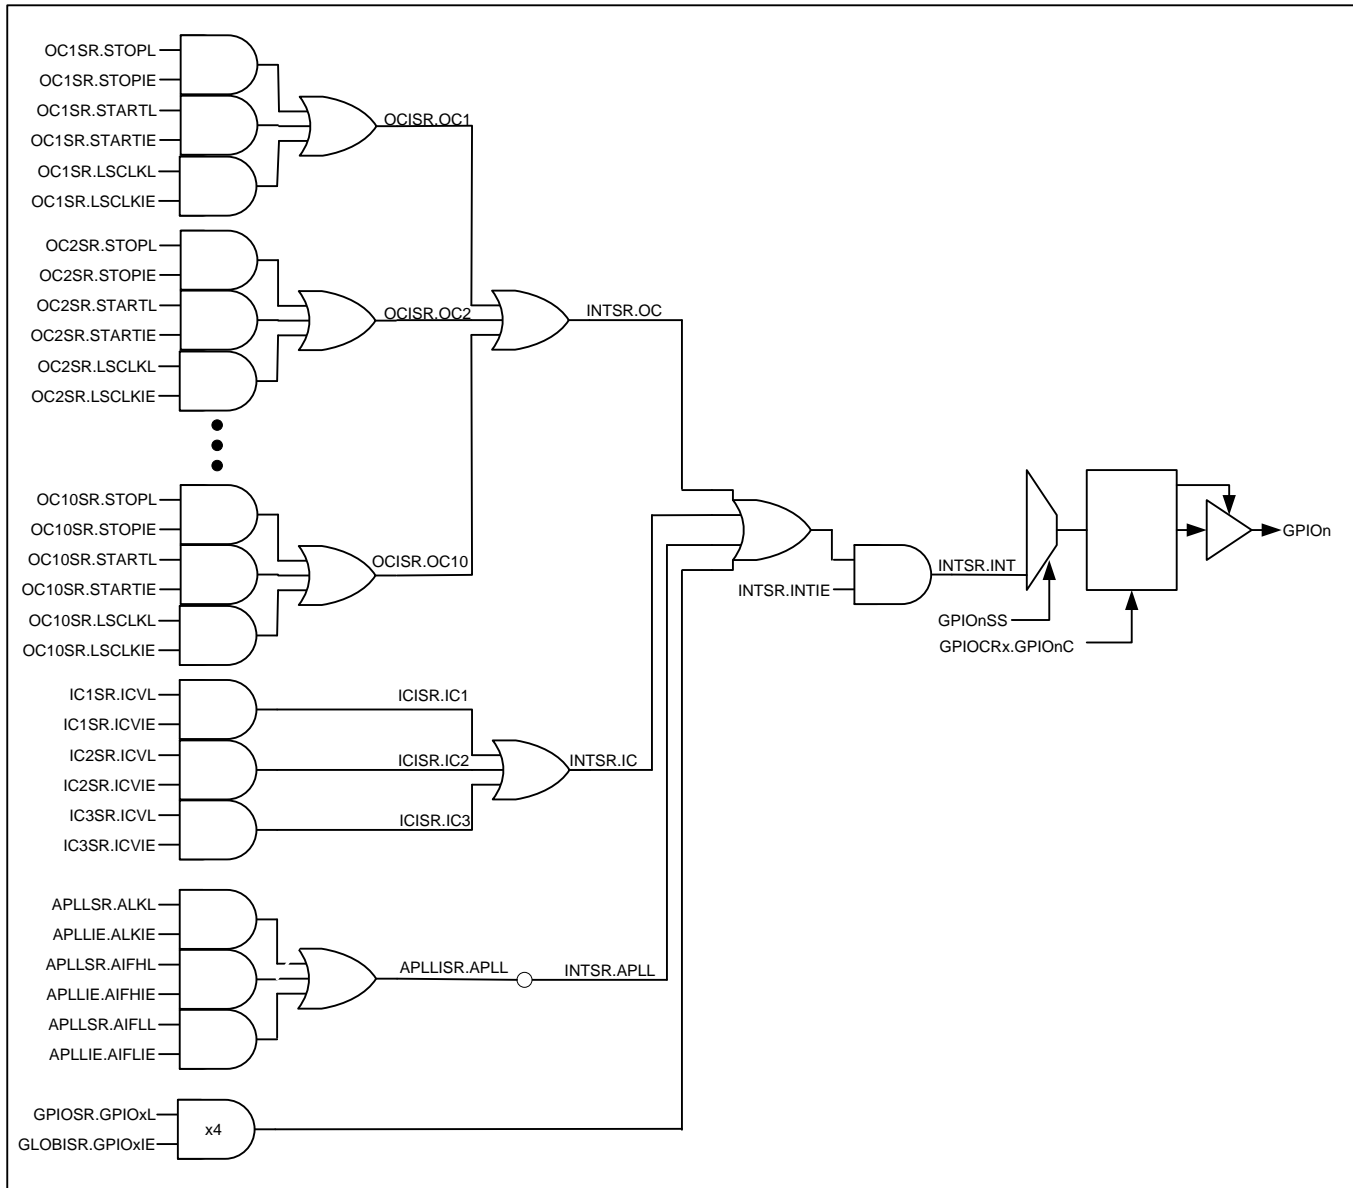 OC1SR.STOPL
OC1SR.STOPIE
OC1SR.STARTL
OC1SR.STARTIE
OC1SR.LSCLKL
OC1SR.LSCLKIE
OCISR.OC1
OC2SR.STOPL
OC2SR.STOPIE
OC2SR.STARTL
OC2SR.STARTIE
OC2SR.LSCLKL
OC2SR.LSCLKIE
OCISR.OC2
INTSR.OC
OC10SR.STOPL
OC10SR.STOPIE
OC10SR.STARTL
OC10SR.STARTIE
OC10SR.LSCLKL
OC10SR.LSCLKIE
OCISR.OC10
INTSR.INTIE
INTSR.INT
GPIOnSS
GPIOCRx.GPIOnC
GPIOn
IC1SR.ICVL
IC1SR.ICVIE
IC2SR.ICVL
IC2SR.ICVIE
IC3SR.ICVL
IC3SR.ICVIE
ICISR.IC1
ICISR.IC2
ICISR.IC3
INTSR.IC
APLLSR.ALKL
APLLIE.ALKIE
APLLSR.AIFHL
APLLIE.AIFHIE
APLLSR.AIFLL
APLLIE.AIFLIE
APLLISR.APLL
INTSR.APLL
GPIOSR.GPIOxL
GLOBISR.GPIOxIE
x4